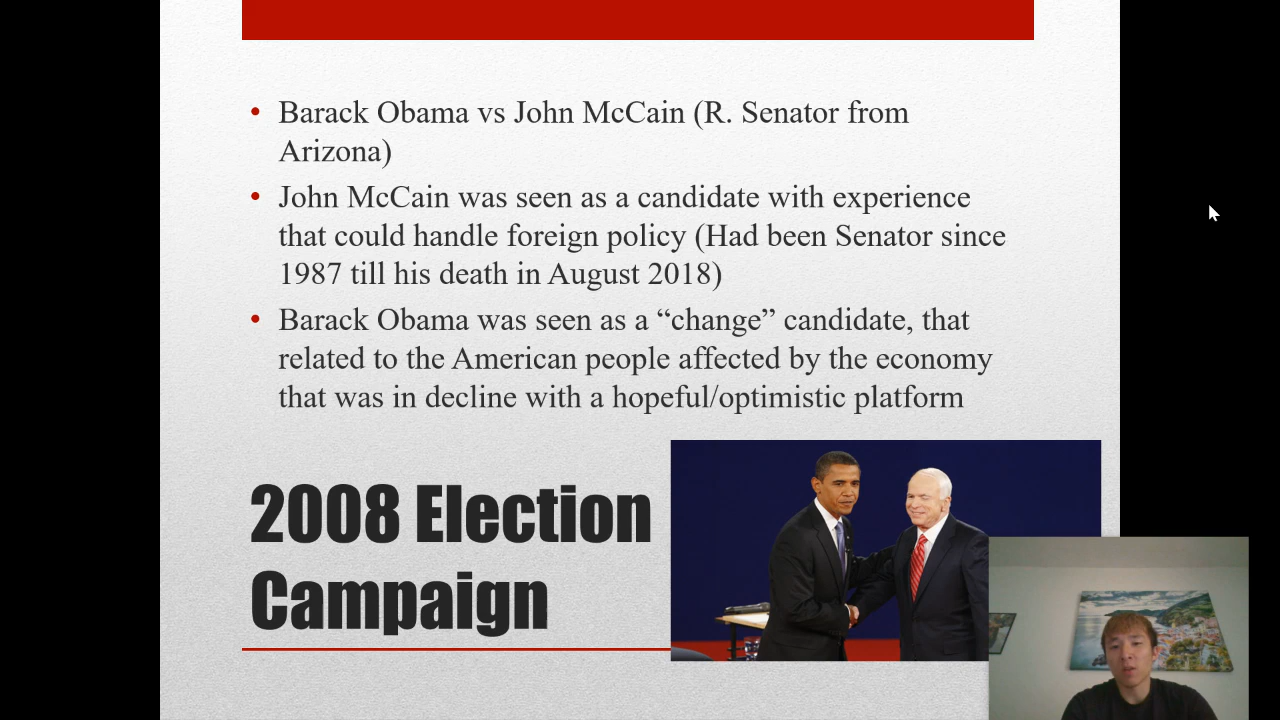 • Barack Obama vs John McCain (R. Senator from
Arizona)
• John McCain was seen as a candidate with experience
that could handle foreign policy (Had been Senator since
1987 till his death in August 2018)
• Barack Obama was seen as a “change” candidate, that
related to the American people affected by the economy
that was in decline with a hopeful/optimistic platform
2008 Election
Campaign